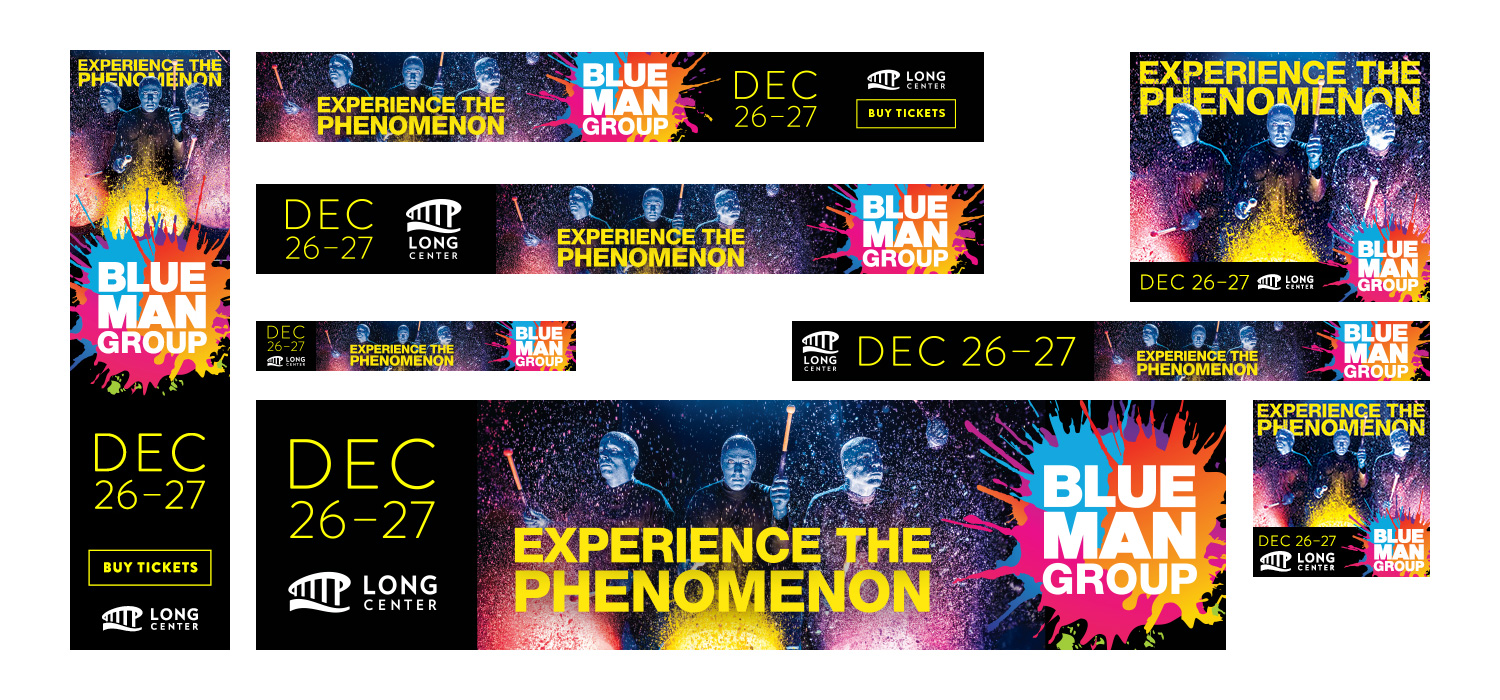 EXPERIENCE THE
PHENOMENON
BLUE
MAN
GROUP
DEC
26–27
BUY TICKETS
LONG
CENTER
EXPERIENCE THE
PHENOMENON
BLUE
MAN
GROUP
DEC
26–27
LONG
CENTER
BUY TICKETS
DEC
26–27
LONG
CENTER
EXPERIENCE THE
PHENOMENON
BLUE
MAN
GROUP
DEC
26–27
LONG
CENTER
EXPERIENCE THE
PHENOMENON
BLUE
MAN
GROUP
DEC
26–27
LONG
CENTER
EXPERIENCE THE
PHENOMENON
BLUE
MAN
GROUP
EXPERIENCE THE
PHENOMENON
BLUE
MAN
GROUP
DEC 26–27
LONG
CENTER
LONG
CENTER
DEC 26–27
EXPERIENCE THE
PHENOMENON
BLUE
MAN
GROUP
EXPERIENCE THE
PHENOMENON
DEC 26–27
LONG
CENTER
BLUE
MAN
GROUP